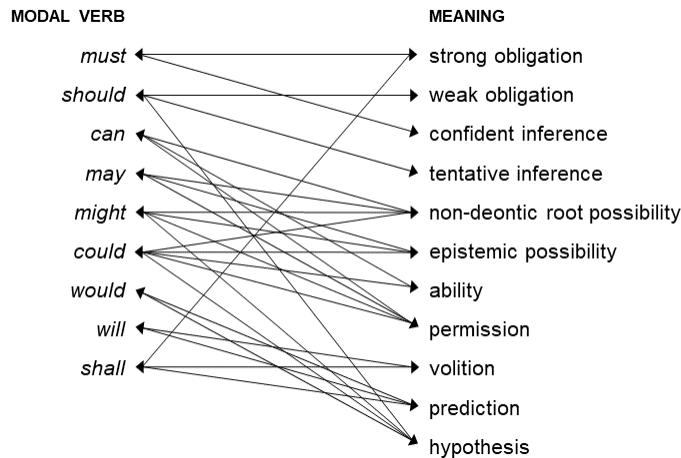 MODAL VERB
MEANING
must
strong obligation
should
weak obligation
can
confident inference
may
tentative inference
might
non-deontic root possibility
could
epistemic possibility
would
ability
will
permission
shall
volition
prediction
hypothesis